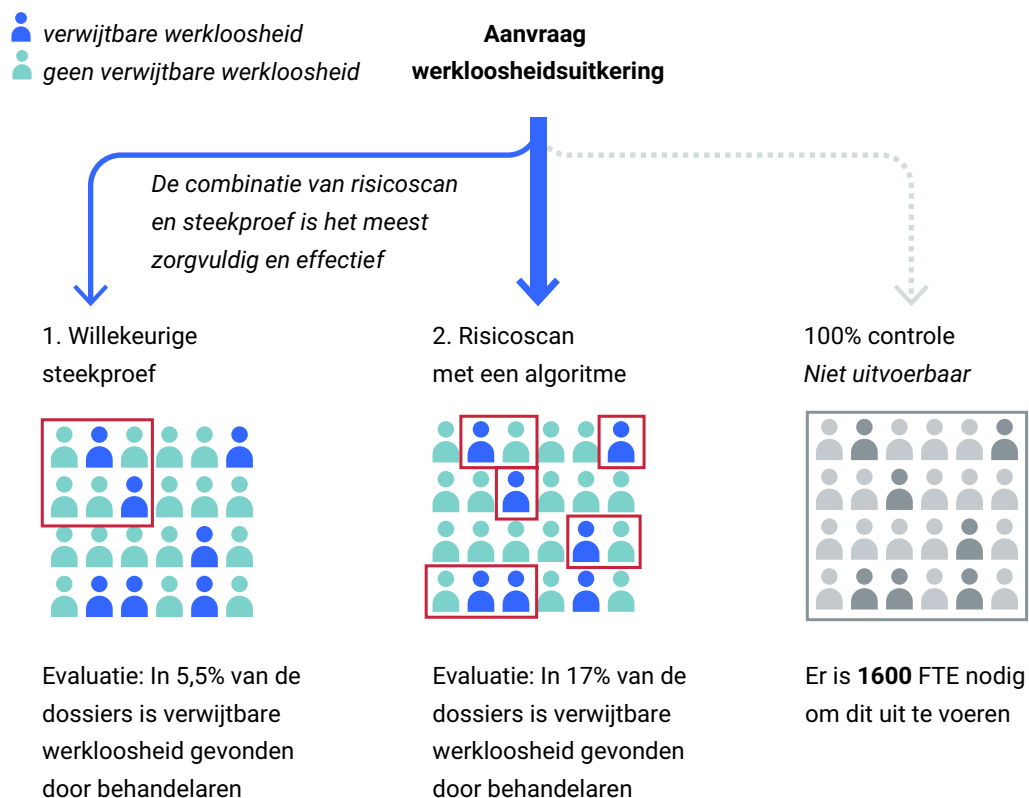 verwijtbare werkloosheid
geen verwijtbare werkloosheid
Aanvraag
werkloosheidsuitkering
De combinatie van risicoscan
en steekproef is het meest
zorgvuldig en effectief
1. Willekeurige
steekproef
2. Risicoscan
met een algoritme
100% controle
Niet uitvoerbaar
Evaluatie: In 5,5% van de
dossiers is verwijtbare
werkloosheid gevonden
door behandelaren
Evaluatie: In 17% van de
dossiers is verwijtbare
werkloosheid gevonden
door behandelaren
Er is 1600 FTE nodig
om dit uit te voeren